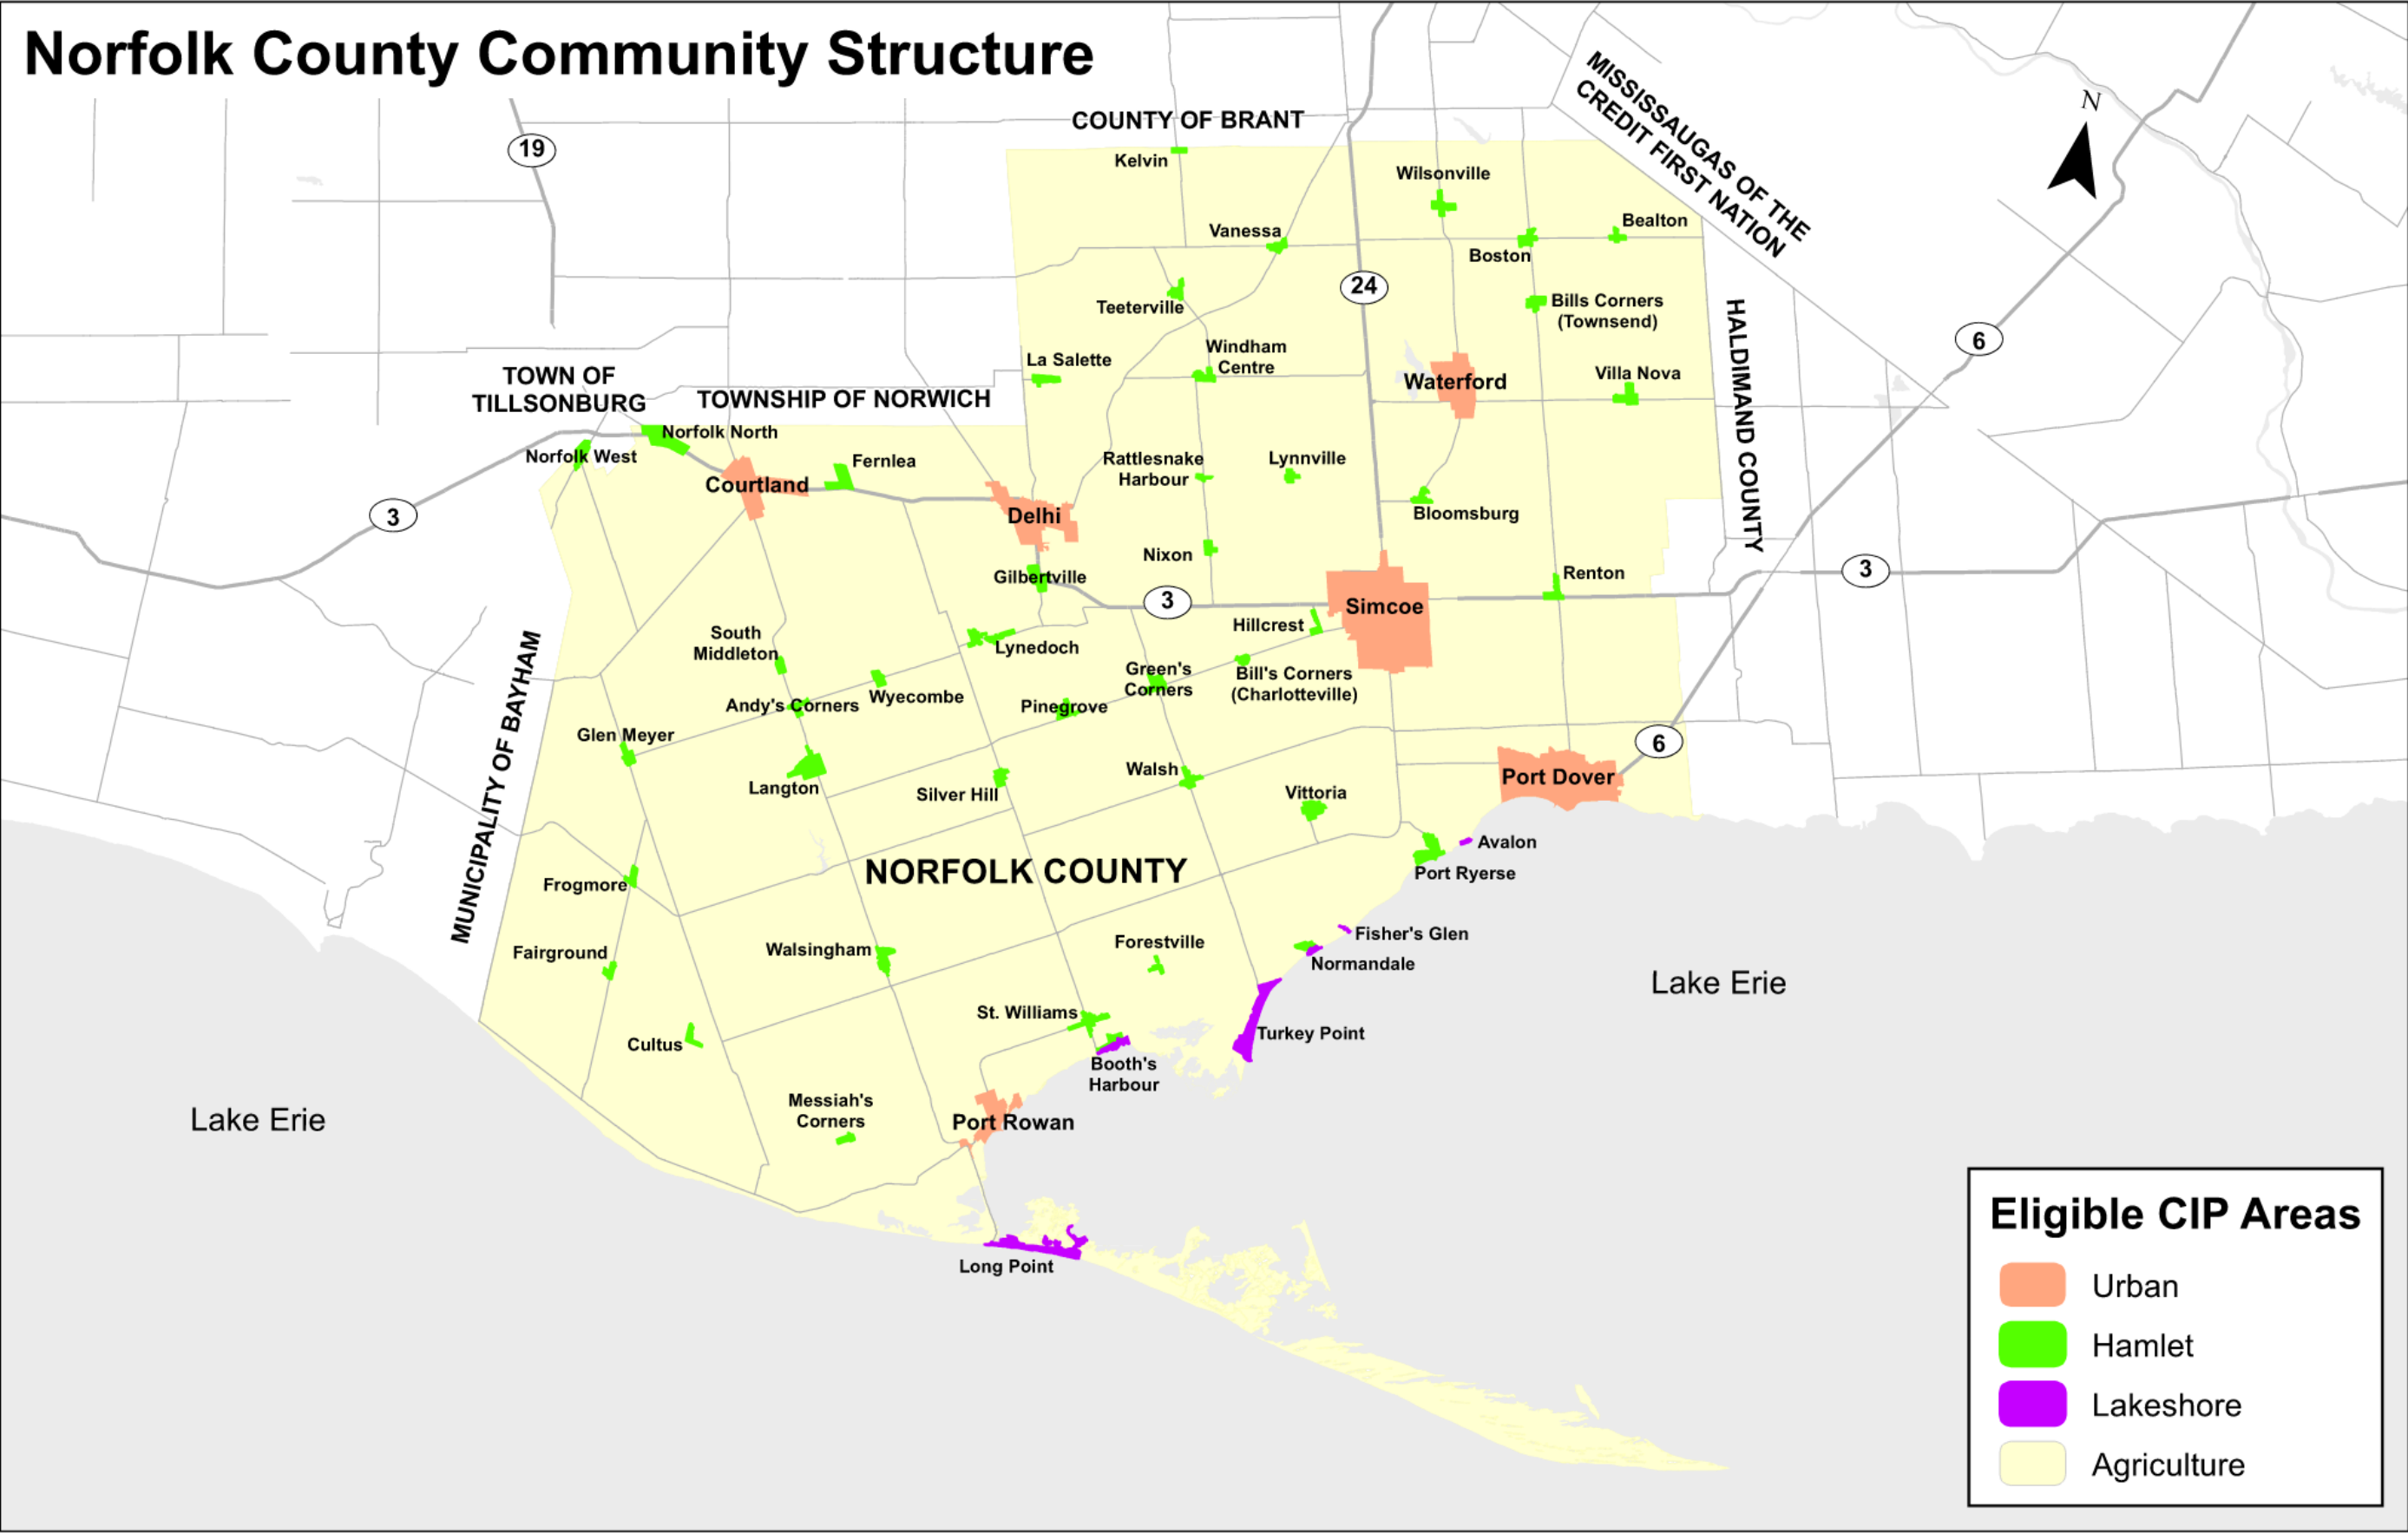 Norfolk County Community Structure
MISSISSAUGAS OF THE
CREDIT FIRST NATION
N
COUNTY OF BRANT
19
Kelvin
Wilsonville
Vanessa
Bealton
Boston
24
Teeterville
Bills Corners
(Townsend)
HALDIMAND COUNTY
6
Windham
Centre
La Salette
TOWN OF
TILLSONBURG
TOWNSHIP OF NORWICH
Waterford
Villa Nova
Norfolk North
Norfolk West
Fernlea
Courtland
Rattlesnake
Harbour
Lynnville
3
Delhi
Bloomsburg
Nixon
Gilbertville
Renton
3
3
Simcoe
Hillcrest
South
Middleton
Lynedoch
MUNICIPALITY OF BAYHAM
Green's
Corners
Bill's Corners
(Charlotteville)
Wyecombe
Andy's Corners
Pinegrove
Glen Meyer
6
Walsh
Port Dover
Langton
Silver Hill
Vittoria
Avalon
NORFOLK COUNTY
Port Ryerse
Frogmore
Fisher's Glen
Forestville
Walsingham
Fairground
Normandale
Lake Erie
St. Williams
Turkey Point
Cultus
Booth's
Harbour
Messiah's
Corners
Lake Erie
Port Rowan
Long Point
Eligible CIP Areas
Urban
Hamlet
Lakeshore
Agriculture